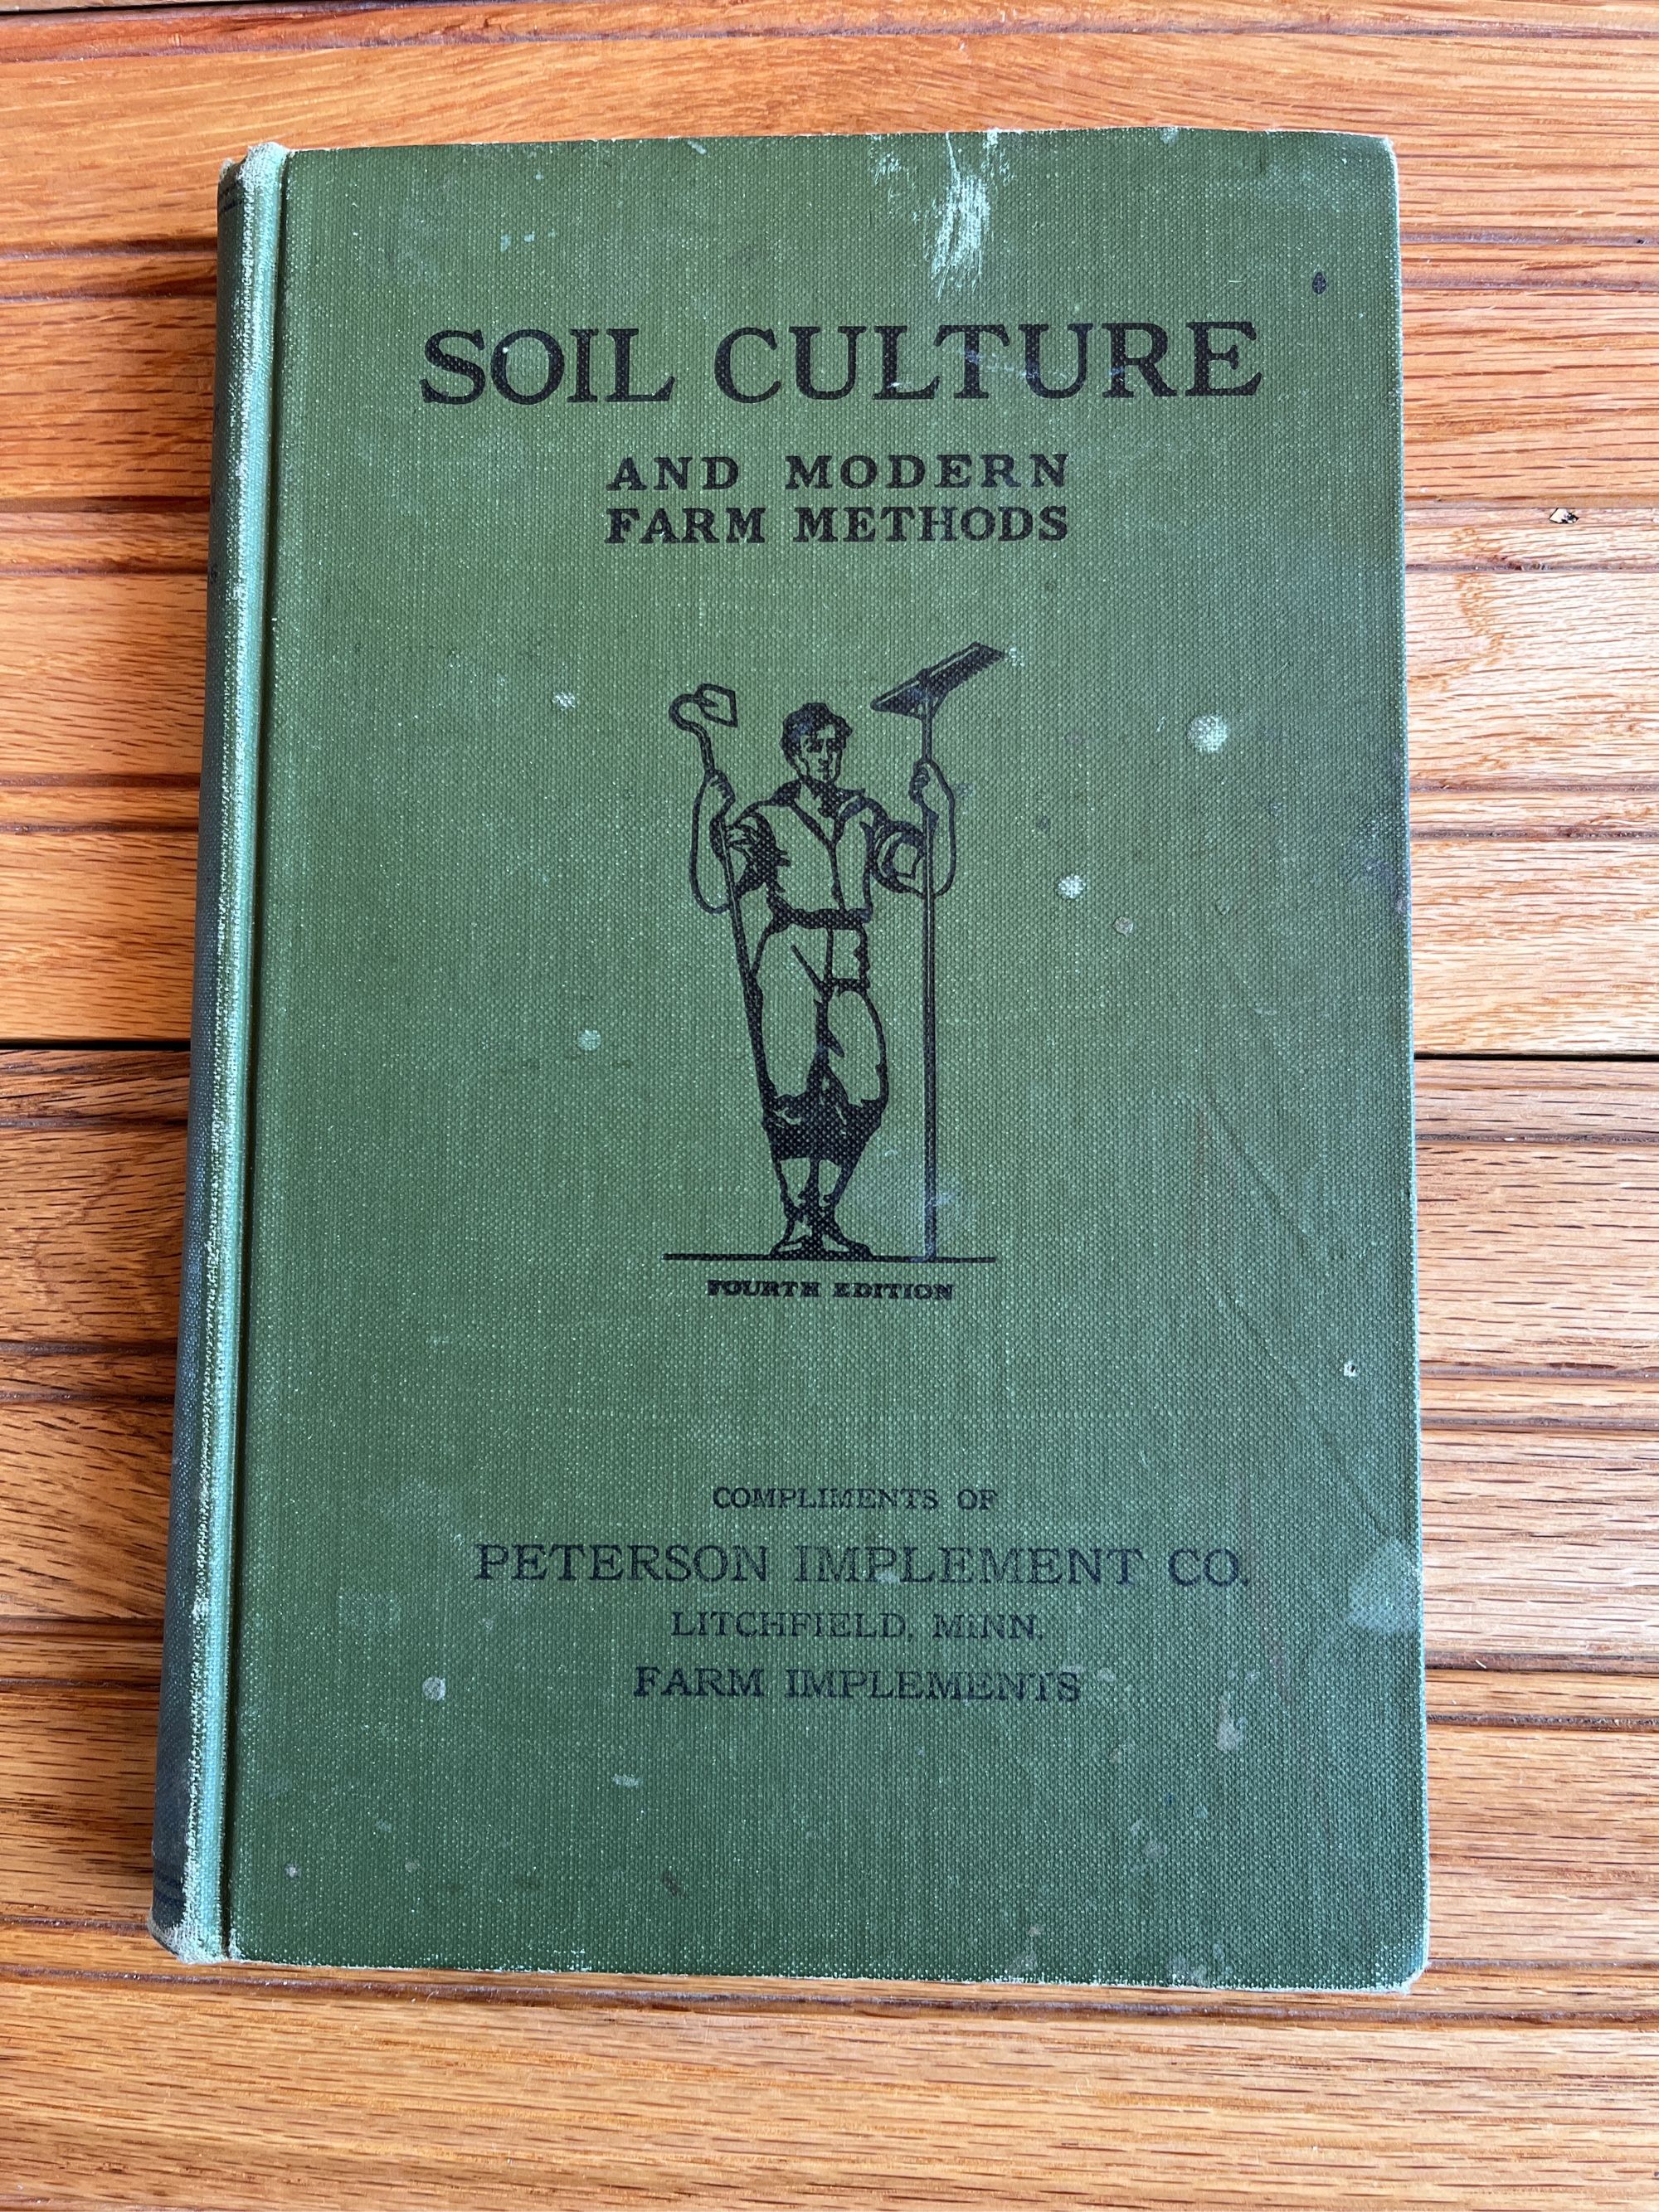 SOIL CULTURE
AND MODERN
FARM METHODS
FOURTH EDITION
COMPLIMENTS OF
PETERSON IMPLEMENT CO.
LITCHFIELD, MINN.
FARM IMPLEMENTS